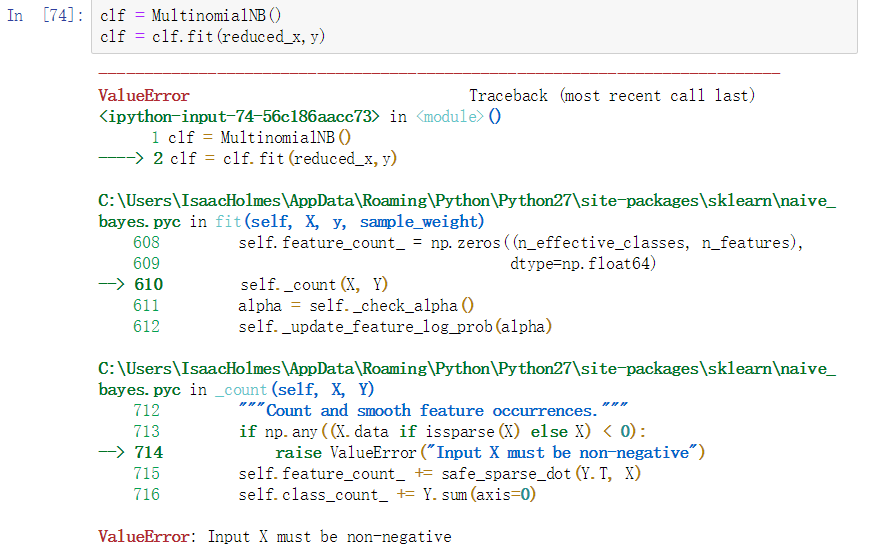 In [74]: clf = MultinomialNB()
clf = clf.fit(reduced_x,y)
---------------------------------------------------------------------------
ValueError Traceback (most recent call last)
<ipython-input-74-56c186aacc73> in <module>()
1 clf = MultinomialNB()
----> 2 clf = clf.fit(reduced_x,y)
C:\Users\IsaacHolmes\AppData\Roaming\Python\Python27\site-packages\sklearn\naive_
bayes.pyc in fit(self, X, y, sample_weight)
608 self.feature_count_ = np.zeros((n_effective_classes, n_features),
609 dtype=np.float64)
--> 610 self._count(X, Y)
611 alpha = self._check_alpha()
612 self._update_feature_log_prob(alpha)
C:\Users\IsaacHolmes\AppData\Roaming\Python\Python27\site-packages\sklearn\naive_
bayes.pyc in _count(self, X, Y)
712 """Count and smooth feature occurrences."""
713 if np.any((X.data if issparse(X) else X) < 0):
--> 714 raise ValueError("Input X must be non-negative")
715 self.feature_count_ += safe_sparse_dot(Y.T, X)
716 self.class_count_ += Y.sum(axis=0)
ValueError: Input X must be non-negative